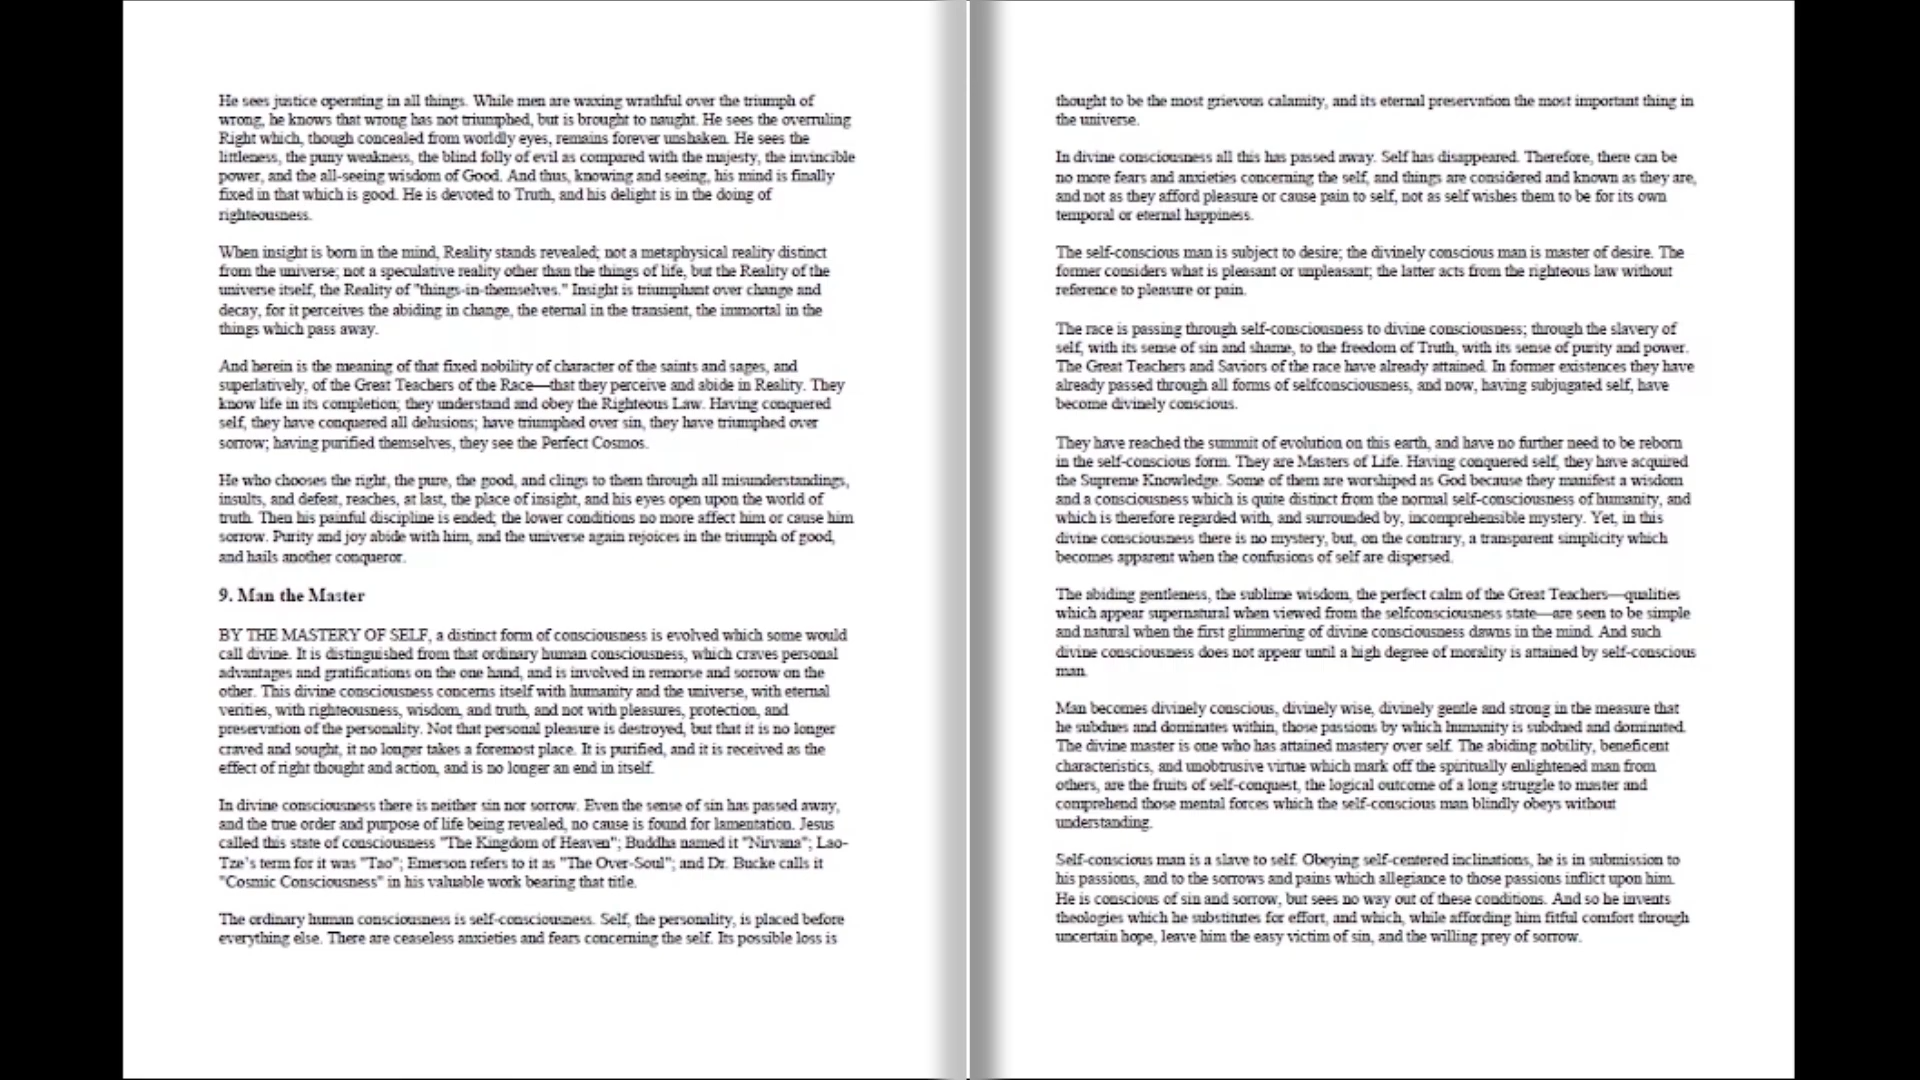 He sees justice operating in all things. While men are waxing wrathful over the triumph of
wrong, he knows that wrong has not triumphed, but is brought to naught. He sees the overruling
Right which, though concealed from worldly eyes, remains forever unshaken. He sees the
littleness, the puny weakness, the blind folly of evil as compared with the majesty, the invincible
power, and the all-seeing wisdom of Good. And thus, knowing and seeing, his mind is finally
fixed in that which is good. He is devoted to Truth, and his delight is in the doing of
righteousness.
When insight is born in the mind, Reality stands revealed; not a metaphysical reality distinct
from the universe; not a speculative reality other than the things of life, but the Reality of the
universe itself, the Reality of "things-in-themselves." Insight is triumphant over change and
decay, for it perceives the abiding in change, the eternal in the transient, the immortal in the
things which pass away.
And herein is the meaning of that fixed nobility of character of the saints and sages, and
superlatively, of the Great Teachers of the Race—that they perceive and abide in Reality. They
know life in its completion; they understand and obey the Righteous Law. Having conquered
self, they have conquered all delusions; have triumphed over sin, they have triumphed over
sorrow; having purified themselves, they see the Perfect Cosmos.
He who chooses the right, the pure, the good, and clings to them through all misunderstandings,
insults, and defeat, reaches, at last, the place of insight, and his eyes open upon the world of
truth. Then his painful discipline is ended; the lower conditions no more affect him or cause him
sorrow. Purity and joy abide with him, and the universe again rejoices in the triumph of good,
and hails another conqueror.
9. Man the Master
BY THE MASTERY OF SELF, a distinct form of consciousness is evolved which some would
call divine. It is distinguished from that ordinary human consciousness, which craves personal
advantages and gratifications on the one hand, and is involved in remorse and sorrow on the
other. This divine consciousness concerns itself with humanity and the universe, with eternal
verities, with righteousness, wisdom, and truth, and not with pleasures, protection, and
preservation of the personality. Not that personal pleasure is destroyed, but that it is no longer
craved and sought, it no longer takes a foremost place. It is purified, and it is received as the
effect of right thought and action, and is no longer an end in itself.
In divine consciousness there is neither sin nor sorrow. Even the sense of sin has passed away,
and the true order and purpose of life being revealed, no cause is found for lamentation. Jesus
called this state of consciousness "The Kingdom of Heaven"; Buddha named it "Nirvana"; Lao-
Tze's term for it was "Tao"; Emerson refers to it as "The Over-Soul"; and Dr. Bucke calls it
"Cosmic Consciousness" in his valuable work bearing that title.
The ordinary human consciousness is self-consciousness. Self, the personality, is placed before
everything else. There are ceaseless anxieties and fears concerning the self. Its possible loss is
thought to be the most grievous calamity, and its eternal preservation the most important thing in
the universe.
In divine consciousness all this has passed away. Self has disappeared. Therefore, there can be
no more fears and anxieties concerning the self, and things are considered and known as they are,
and not as they afford pleasure or cause pain to self, not as self wishes them to be for its own
temporal or eternal happiness.
The self-conscious man is subject to desire; the divinely conscious man is master of desire. The
former considers what is pleasant or unpleasant; the latter acts from the righteous law without
reference to pleasure or pain.
The race is passing through self-consciousness to divine consciousness; through the slavery of
self, with its sense of sin and shame, to the freedom of Truth, with its sense of purity and power.
The Great Teachers and Saviors of the race have already attained. In former existences they have
already passed through all forms of selfconsciousness, and now, having subjugated self, have
become divinely conscious.
They have reached the summit of evolution on this earth, and have no further need to be reborn
in the self-conscious form. They are Masters of Life. Having conquered self, they have acquired
the Supreme Knowledge. Some of them are worshiped as God because they manifest a wisdom
and a consciousness which is quite distinct from the normal self-consciousness of humanity, and
which is therefore regarded with, and surrounded by, incomprehensible mystery. Yet, in this
divine consciousness there is no mystery, but, on the contrary, a transparent simplicity which
becomes apparent when the confusions of self are dispersed.
The abiding gentleness, the sublime wisdom, the perfect calm of the Great Teachers—qualities
which appear supernatural when viewed from the selfconsciousness state—are seen to be simple
and natural when the first glimmering of divine consciousness dawns in the mind. And such
divine consciousness does not appear until a high degree of morality is attained by self-conscious
man.
Man becomes divinely conscious, divinely wise, divinely gentle and strong in the measure that
he subdues and dominates within, those passions by which humanity is subdued and dominated.
The divine master is one who has attained mastery over self. The abiding nobility, beneficent
characteristics, and unobtrusive virtue which mark off the spiritually enlightened man from
others, are the fruits of self-conquest, the logical outcome of a long struggle to master and
comprehend those mental forces which the self-conscious man blindly obeys without
understanding.
Self-conscious man is a slave to self. Obeying self-centered inclinations, he is in submission to
his passions, and to the sorrows and pains which allegiance to those passions inflict upon him.
He is conscious of sin and sorrow, but sees no way out of these conditions. And so he invents
theologies which he substitutes for effort, and which, while affording him fitful comfort through
uncertain hope, leave him the easy victim of sin, and the willing prey of sorrow.